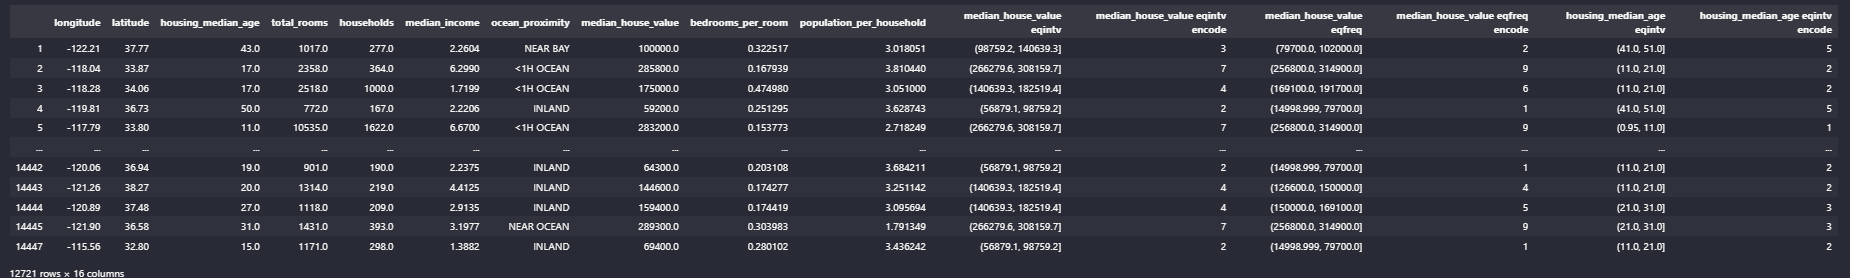 longitude latitude housing_median_age total_rooms households median_income ocean_proximity median_house_value bedrooms_per_room population_per_household median_house_value eqintv median_house_value eqintv encode median_house_value eqfreq median_house_value eqfreq encode housing_median_age eqintv housing_median_age eqintv encode
1 -122.21 37.77 43.0 1017.0 277.0 2.2604 NEAR BAY 100000.0 0.322517 3.018051 (98759.2, 140639.3] 3 (79700.0, 102000.0] 2 (41.0, 51.0] 5
2 -118.04 33.87 17.0 2358.0 364.0 6.2990 <1H OCEAN 285800.0 0.167939 3.810440 (266279.6, 308159.7] 7 (256800.0, 314900.0] 9 (11.0, 21.0] 2
3 -118.28 34.06 17.0 2518.0 1000.0 1.7199 <1H OCEAN 175000.0 0.474980 3.051000 (140639.3, 182519.4] 4 (169100.0, 191700.0] 6 (11.0, 21.0] 2
4 -119.81 36.73 50.0 772.0 167.0 2.2206 INLAND 59200.0 0.251295 3.628743 (56879.1, 98759.2] 2 (14998.999, 79700.0] 1 (41.0, 51.0] 5
5 -117.79 33.80 11.0 10535.0 1622.0 6.6700 <1H OCEAN 283200.0 0.153773 2.718249 (266279.6, 308159.7] 7 (256800.0, 314900.0] 9 (0.95, 11.0] 1
... ... ... ... ... ... ... ... ... ... ... ... ... ... ... ... ...
14442 -120.06 36.94 19.0 901.0 190.0 2.2375 INLAND 64300.0 0.203108 3.684211 (56879.1, 98759.2] 2 (14998.999, 79700.0] 1 (11.0, 21.0] 2
14443 -121.26 38.27 20.0 1314.0 219.0 4.4125 INLAND 144600.0 0.174277 3.251142 (140639.3, 182519.4] 4 (126600.0, 150000.0] 4 (11.0, 21.0] 2
14444 -120.89 37.48 27.0 1118.0 209.0 2.9135 INLAND 159400.0 0.174419 3.095694 (140639.3, 182519.4] 4 (150000.0, 169100.0] 5 (21.0, 31.0] 3
14445 -121.90 36.58 31.0 1431.0 393.0 3.1977 NEAR OCEAN 289300.0 0.303983 1.791349 (266279.6, 308159.7] 7 (256800.0, 314900.0] 9 (21.0, 31.0] 3
14447 -115.56 32.80 15.0 1171.0 298.0 1.3882 INLAND 69400.0 0.280102 3.436242 (56879.1, 98759.2] 2 (14998.999, 79700.0] 1 (11.0, 21.0] 2
12721 rows × 16 columns